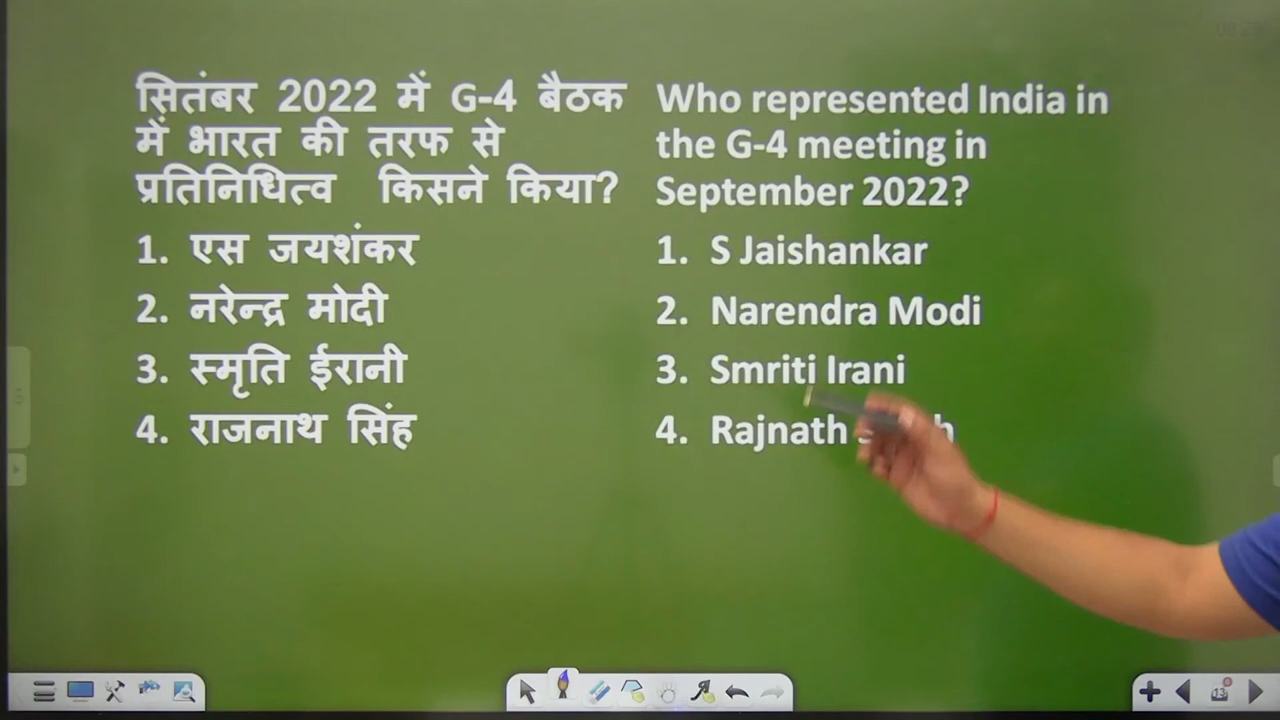 सितंबर 2022 में G-4 बैठक
में भारत की तरफ से
प्रतिनिधित्व किसने किया?
1. एस जयशंकर
2. नरेन्द्र मोदी
3. स्मृति ईरानी
4. राजनाथ सिंह
Who represented India in
the G-4 meeting in
September 2022?
1. S Jaishankar
2. Narendra Modi
3. Smriti Irani
4. Rajnath
13